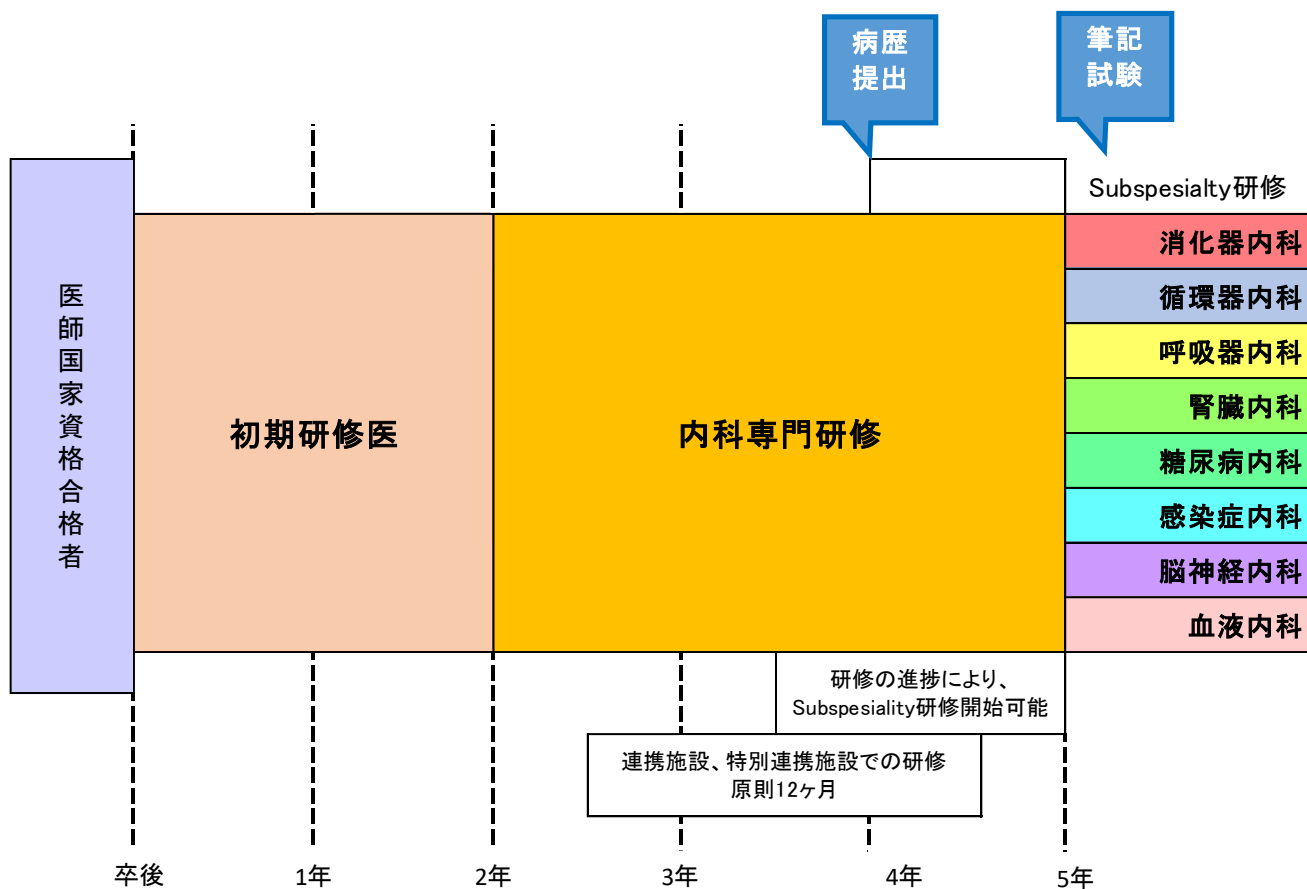 病歴
提出
筆記
試験
Subspesialty研修
医師国家資格合格者
初期研修医
内科専門研修
消化器内科
循環器内科
呼吸器内科
腎臓内科
糖尿病内科
感染症内科
脳神経内科
血液内科
研修の進捗により、
Subspesiality研修開始可能
連携施設、特別連携施設での研修
原則12ヶ月
卒後
1年
2年
3年
4年
5年